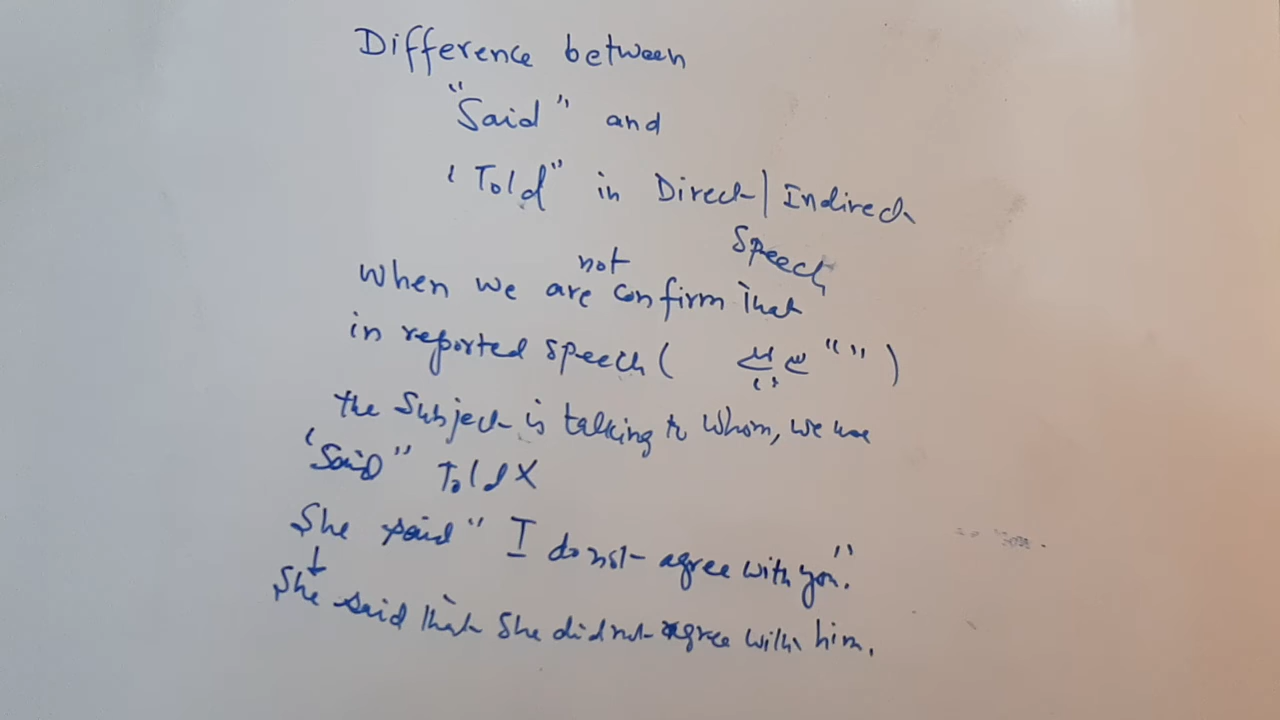 Difference between
"Said" and
'Told" in Direct/Indirect
Speech
not
When we are confirm that
in reported speech ( " ")
the Subject is talking to whom, we use
'Said" Told X
She said " I do not agree with you."
↓
She said that She did not agree with him.